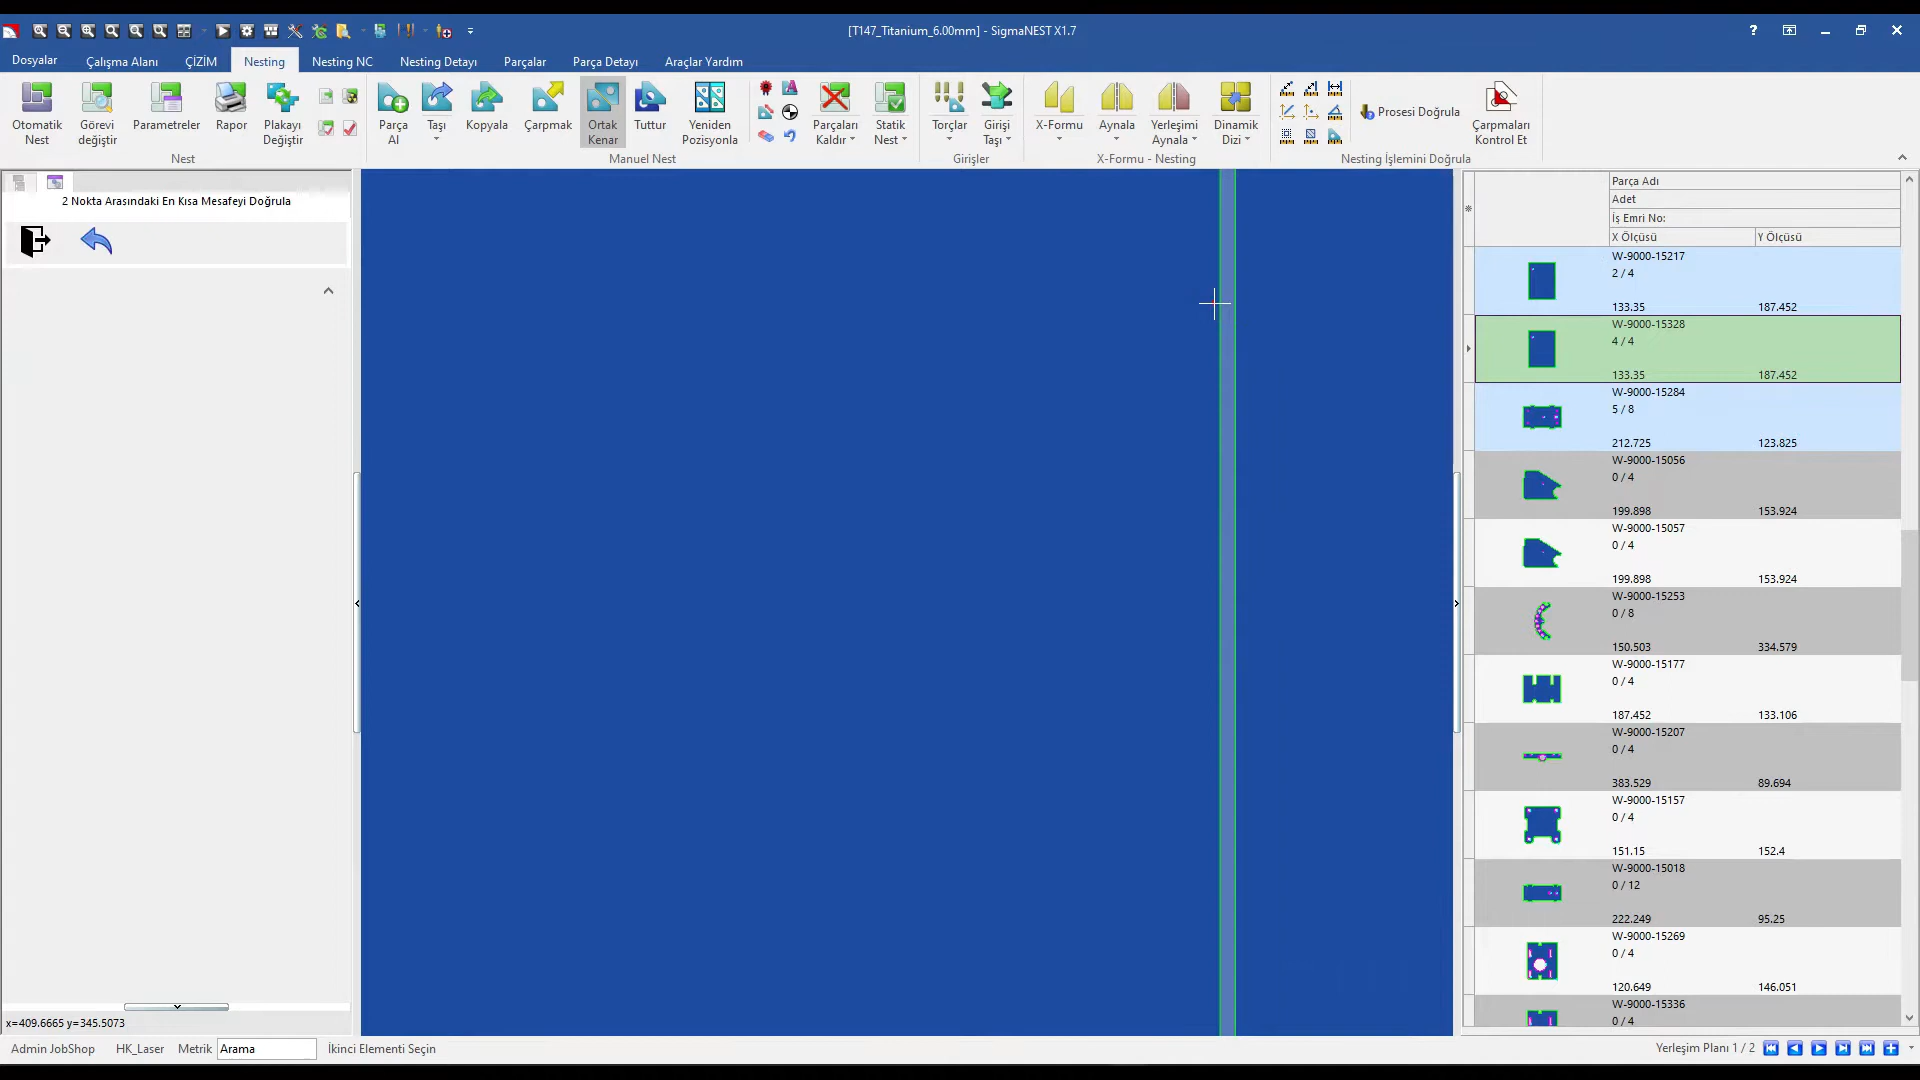 [T147_Titanium_6.00mm] - SigmaNEST X1.7
Dosyalar
Çalışma Alanı
ÇİZİM
Nesting
Nesting NC
Nesting Detayı
Parçalar
Parça Detayı
Araçlar Yardım
Otomatik Nest
Görevi değiştir
Parametreler
Rapor
Plakayı Değiştir
Nest
Parça Al
Taşı
Kopyala
Çarpmak
Ortak Kenar
Tuttur
Yeniden Pozisyonla
Parçaları Kaldır
Statik Nest
Manuel Nest
Torçlar
Girişi Taşı
Girişler
X-Formu
Aynala
Yerleşimi Aynala
Dinamik Dizi
X-Formu - Nesting
Prosesi Doğrula
Çarpmaları Kontrol Et
Nesting İşlemini Doğrula
2 Nokta Arasındaki En Kısa Mesafeyi Doğrula
Parça Adı
Adet
İş Emri No:
X Ölçüsü Y Ölçüsü
W-9000-15217
2 / 4
133.35 187.452
W-9000-15328
4 / 4
133.35 187.452
W-9000-15284
5 / 8
212.725 123.825
W-9000-15056
0 / 4
199.898 153.924
W-9000-15057
0 / 4
199.898 153.924
W-9000-15253
0 / 8
150.503 334.579
W-9000-15177
0 / 4
187.452 133.106
W-9000-15207
0 / 4
383.529 89.694
W-9000-15157
0 / 4
151.15 152.4
W-9000-15018
0 / 12
222.249 95.25
W-9000-15269
0 / 4
120.649 146.051
W-9000-15336
0 / 4
x=409.6665 y=345.5073
Admin JobShop HK_Laser Metrik Arama İkinci Elementi Seçin
Yerleşim Planı 1 / 2